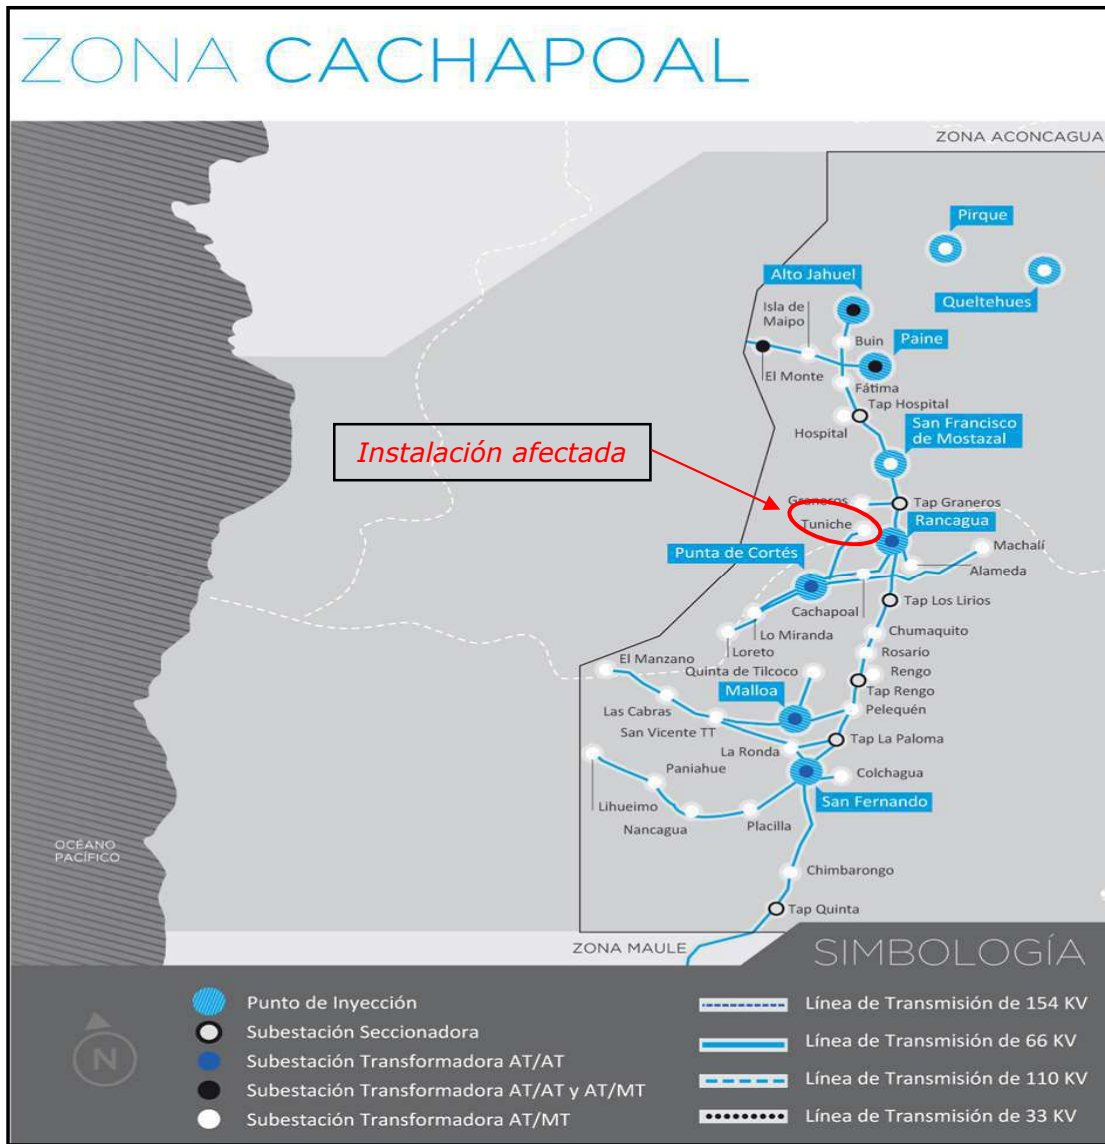 ZONA CACHAPOAL
ZONA ACONCAGUA
Pirque
Alto Jahuel
Queltehues
Isla de
Maipo
Buin
Paine
El Monte
Fátima
Tap Hospital
Hospital
San Francisco
de Mostazal
Instalación afectada
Graneros
Tap Graneros
Tuniche
Rancagua
Machalí
Punta de Cortés
Alameda
Cachapoal
Tap Los Lirios
Lo Miranda
Chumaquito
Loreto
Rosario
El Manzano
Quinta de Tilcoco
Rengo
Tap Rengo
Malloa
Las Cabras
Pelequén
San Vicente TT
Tap La Paloma
La Ronda
Paniahue
Colchagua
Lihueimo
San Fernando
Nancagua
Placilla
OCÉANO
PACÍFICO
Chimbarongo
Tap Quinta
ZONA MAULE
SIMBOLOGÍA
N
Punto de Inyección
Subestación Seccionadora
Subestación Transformadora AT/AT
Subestación Transformadora AT/AT y AT/MT
Subestación Transformadora AT/MT
Línea de Transmisión de 154 KV
Línea de Transmisión de 66 KV
Línea de Transmisión de 110 KV
Línea de Transmisión de 33 KV